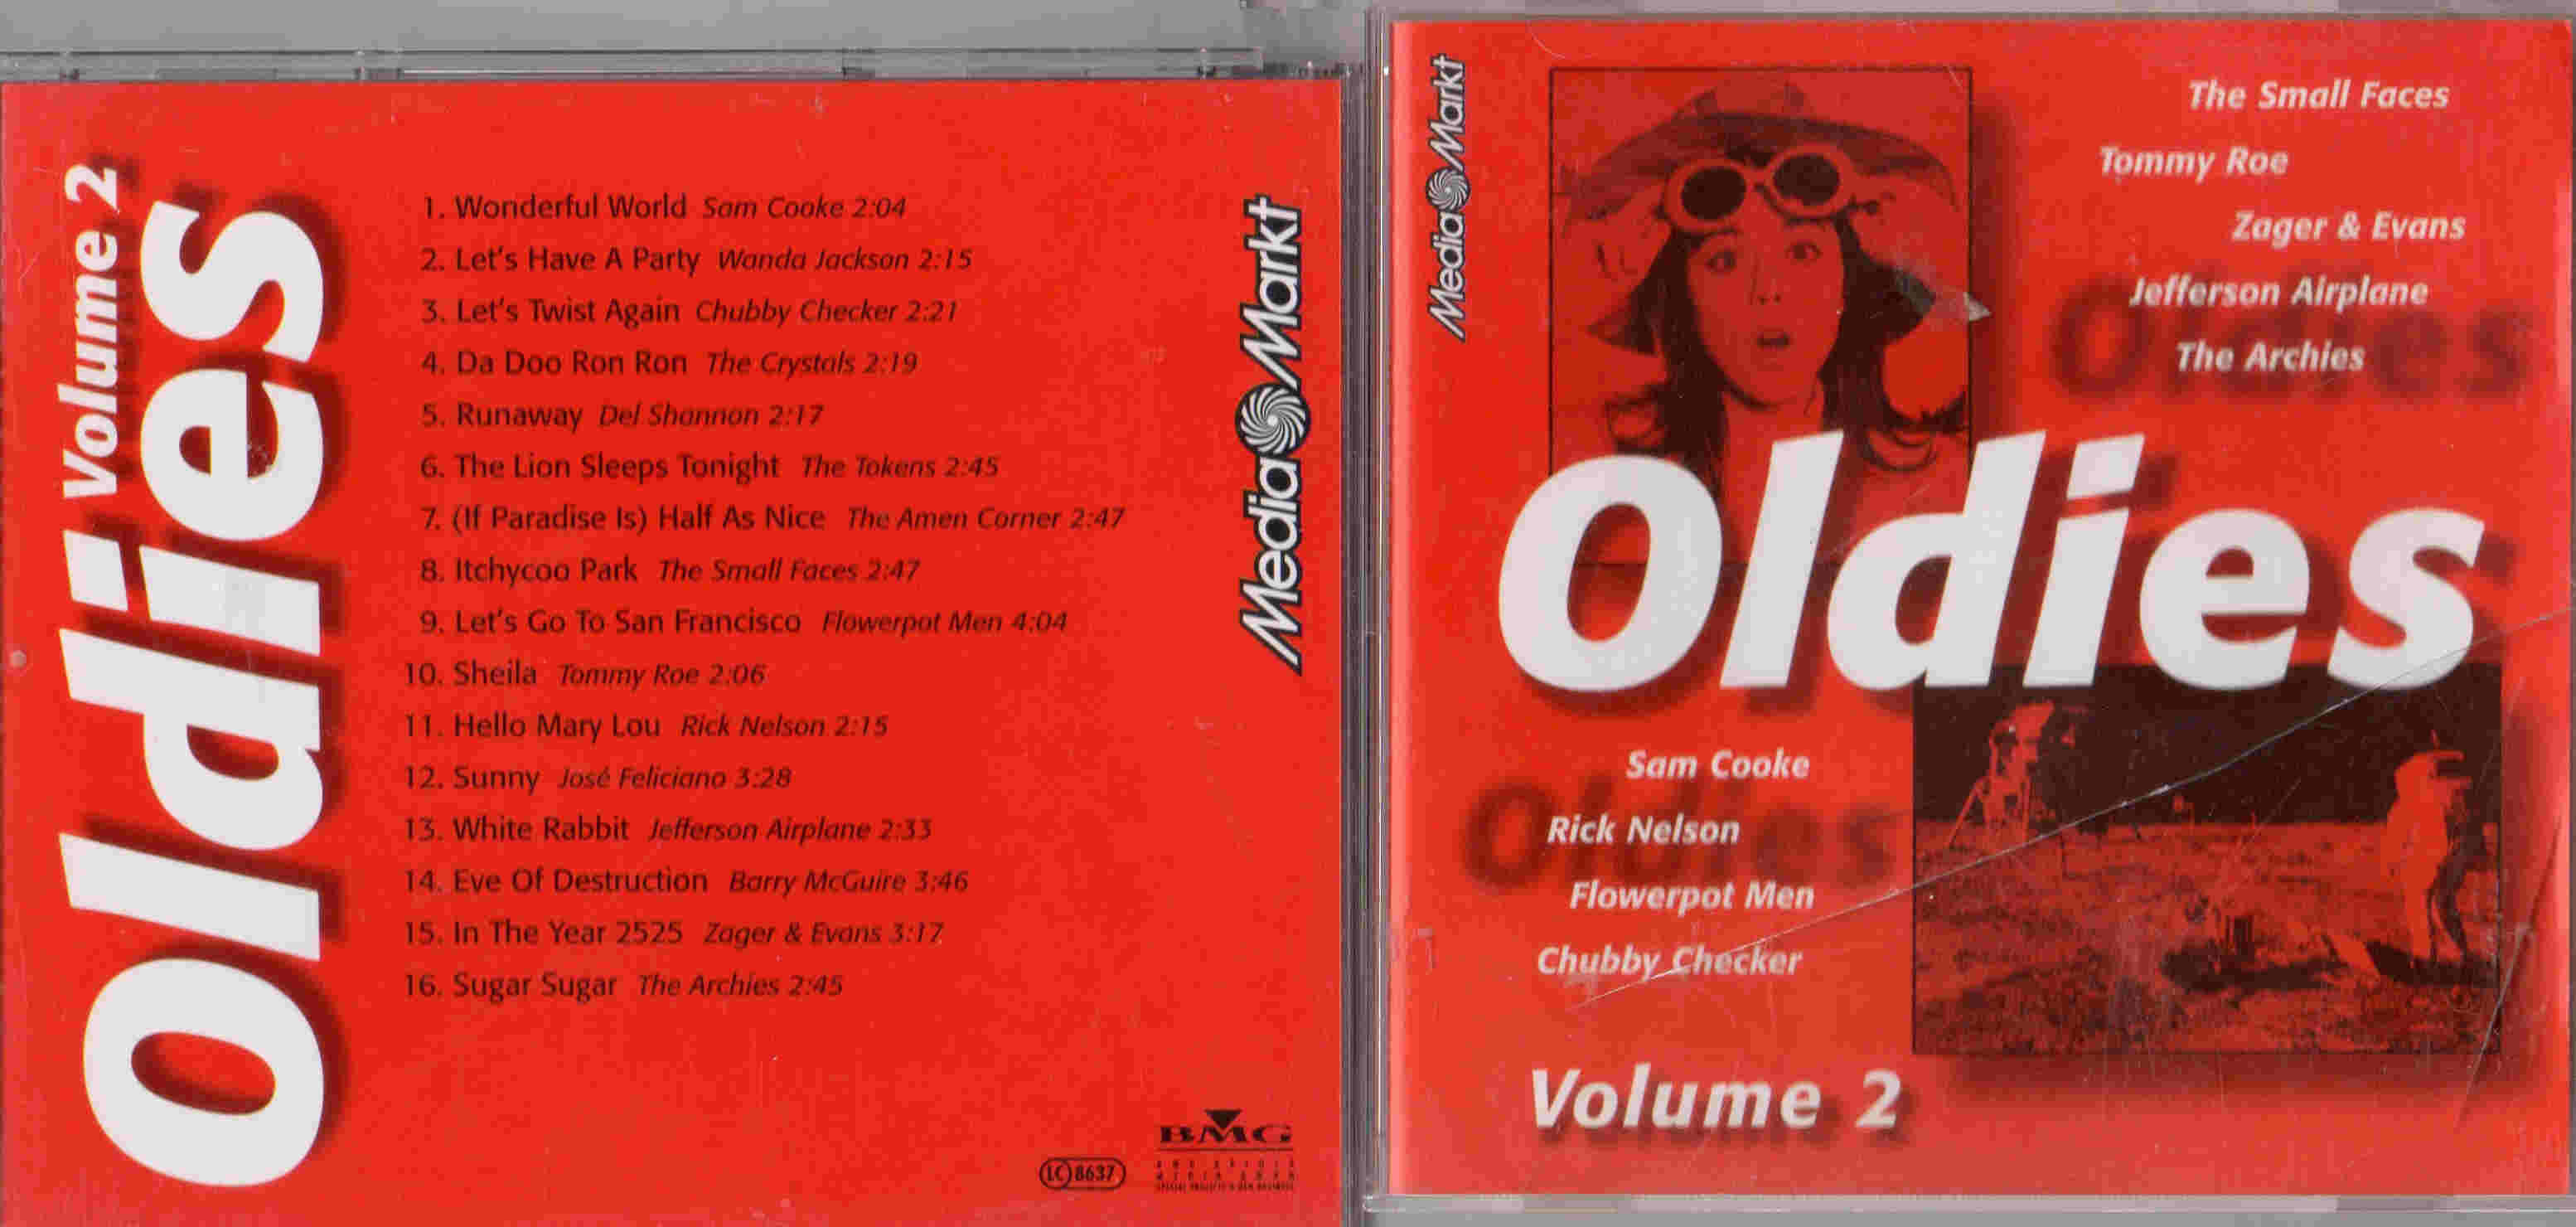 Oldies Volume 2
1. Wonderful World Sam Cooke 2:04
2. Let's Have A Party Wanda Jackson 2:15
3. Let's Twist Again Chubby Checker 2:21
4. Da Doo Ron Ron The Crystals 2:19
5. Runaway Del Shannon 2:17
6. The Lion Sleeps Tonight The Tokens 2:45
7. (If Paradise Is) Half As Nice The Amen Corner 2:47
8. Itchycoo Park The Small Faces 2:47
9. Let's Go To San Francisco Flowerpot Men 4:04
10. Sheila Tommy Roe 2:06
11. Hello Mary Lou Rick Nelson 2:15
12. Sunny José Feliciano 3:28
13. White Rabbit Jefferson Airplane 2:33
14. Eve Of Destruction Barry McGuire 3:46
15. In The Year 2525 Zager & Evans 3:17
16. Sugar Sugar The Archies 2:45
Media Markt
LC 8637
BMG
Media Markt
The Small Faces
Tommy Roe
Zager & Evans
Jefferson Airplane
Oldies
The Archies
Oldies
Sam Cooke
Oldies
Rick Nelson
Flowerpot Men
Chubby Checker
Volume 2